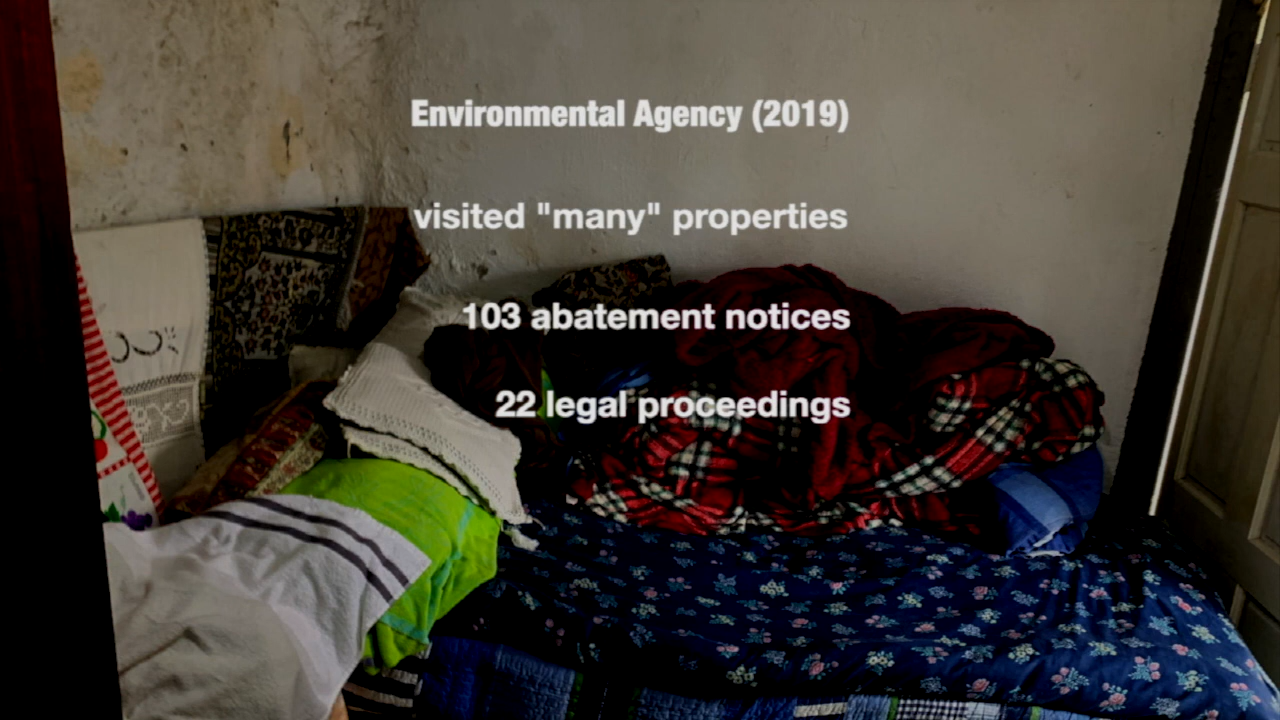 Environmental Agency (2019)
visited "many" properties
103 abatement notices
22 legal proceedings